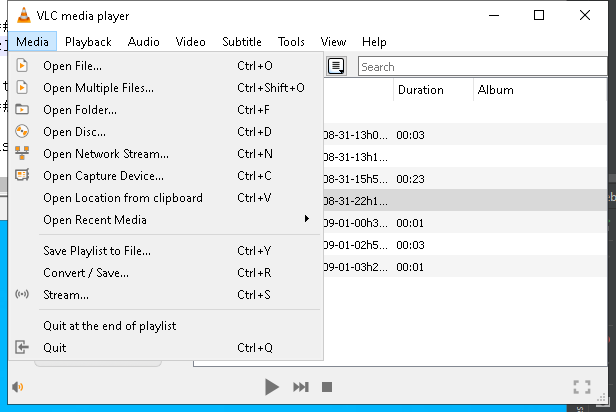 VLC media player
Media Playback Audio Video Subtitle Tools View Help
Open File... Ctrl+O
Search
Open Multiple Files... Ctrl+Shift+O
Duration Album
Open Folder... Ctrl+F
Open Disc... Ctrl+D
08-31-13h0... 00:03
Open Network Stream... Ctrl+N
08-31-13h1...
Open Capture Device... Ctrl+C
08-31-15h5... 00:23
Open Location from clipboard Ctrl+V
08-31-22h1...
Open Recent Media
09-01-00h3... 00:01
Save Playlist to File... Ctrl+Y
09-01-02h5... 00:03
Convert / Save... Ctrl+R
09-01-03h2... 00:01
Stream... Ctrl+S
Quit at the end of playlist
Quit Ctrl+Q